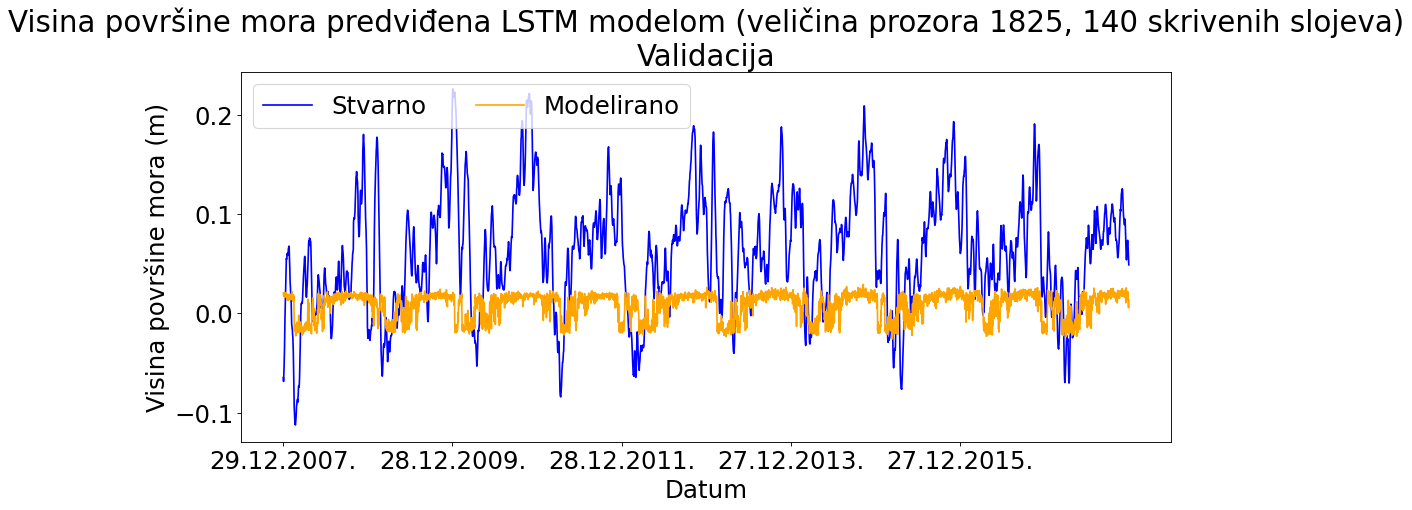 Visina površine mora predviđena LSTM modelom (veličina prozora 1825, 140 skrivenih slojeva)
Validacija
Stvarno Modelirano
Visina površine mora (m)
0.2
0.1
0.0
−0.1
29.12.2007. 28.12.2009. 28.12.2011. 27.12.2013. 27.12.2015.
Datum